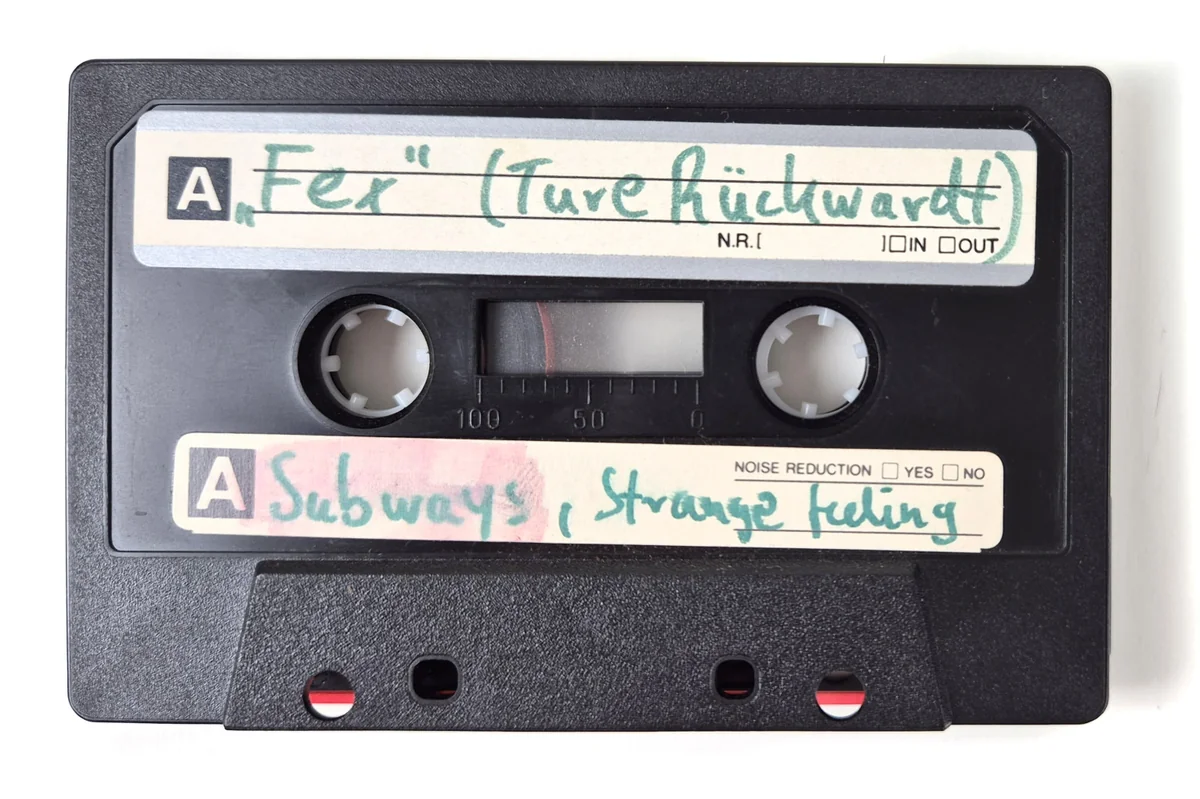 A „Fex“ (Ture Rückwardt)
N.R.[ ]☐IN ☐OUT
100 50 0
NOISE REDUCTION ☐ YES ☐ NO
A Subways, Strange feeling